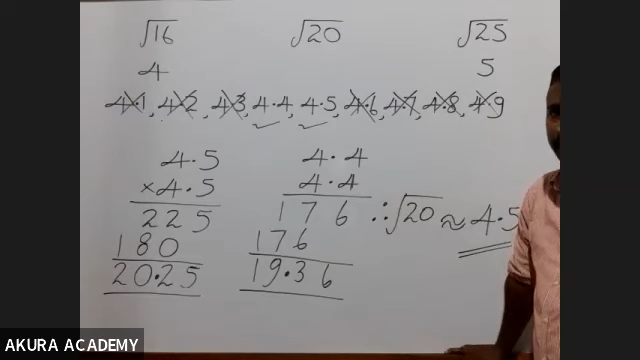 √16 √20 √25
4 5
4·1, 4·2, 4·3, 4·4, 4·5, 4·6, 4·7, 4·8, 4·9
4·5 4·4
×4·5 4·4
225 176 ∴√20 ≈ 4·5
180 176
20·25 19·36
AKURA ACADEMY